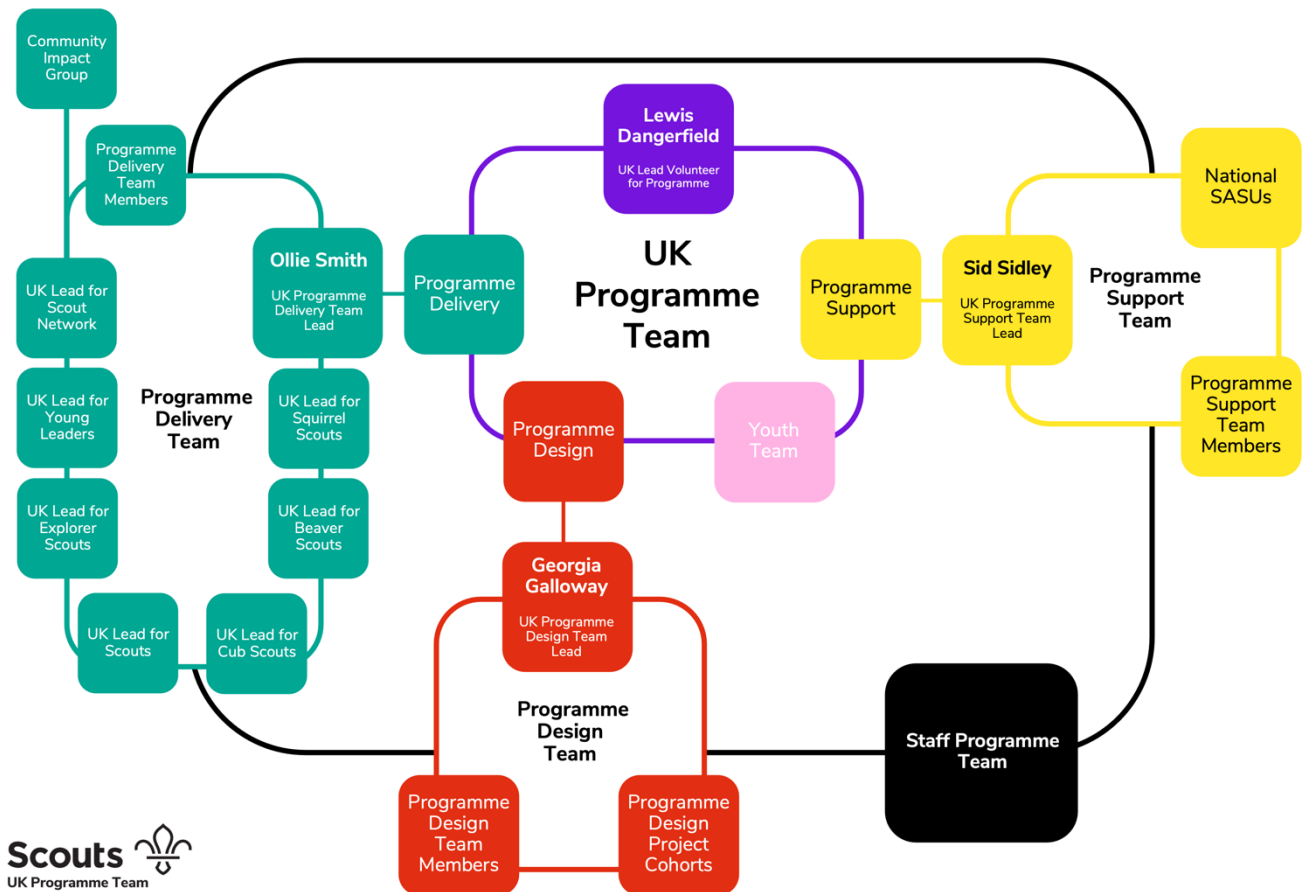 Community
Impact
Group
Programme
Delivery
Team
Members
Lewis
Dangerfield
UK Lead Volunteer
for Programme
National
SASUs
Ollie Smith
UK Programme
Delivery Team
Lead
Programme
Delivery
UK
Programme
Team
Programme
Support
Sid Sidley
UK Programme
Support Team
Lead
Programme
Support
Team
UK Lead for
Scout
Network
UK Lead for
Young
Leaders
Programme
Delivery
Team
UK Lead for
Squirrel
Scouts
Programme
Design
Youth
Team
Programme
Support
Team
Members
UK Lead for
Explorer
Scouts
UK Lead for
Beaver
Scouts
Georgia
Galloway
UK Programme
Design Team
Lead
UK Lead for
Scouts
UK Lead for
Cub Scouts
Programme
Design
Team
Staff Programme
Team
Programme
Design
Team
Members
Programme
Design
Project
Cohorts
Scouts
UK Programme Team